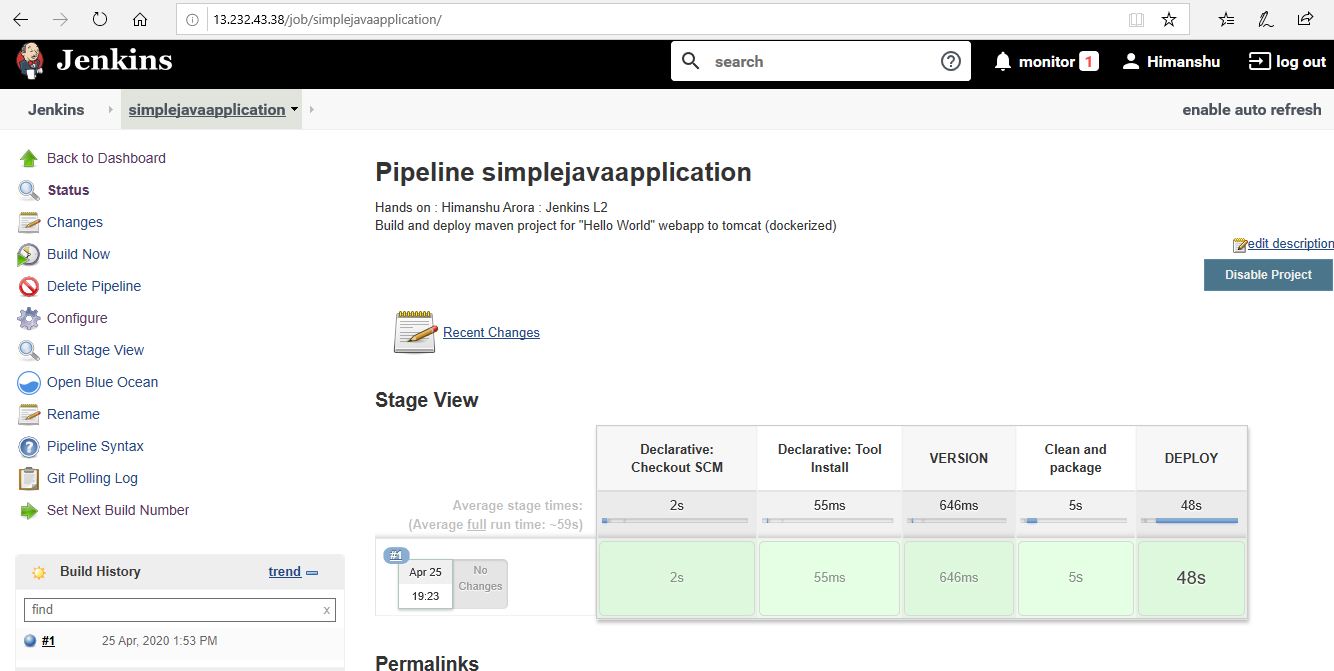 13.232.43.38/job/simplejavaapplication/
Jenkins
search
monitor 1
Himanshu
log out
Jenkins
simplejavaapplication
enable auto refresh
Back to Dashboard
Status
Changes
Build Now
Delete Pipeline
Configure
Full Stage View
Open Blue Ocean
Rename
Pipeline Syntax
Git Polling Log
Set Next Build Number
Build History
trend
find
x
#1
25 Apr, 2020 1:53 PM
Pipeline simplejavaapplication
Hands on : Himanshu Arora : Jenkins L2
Build and deploy maven project for "Hello World" webapp to tomcat (dockerized)
edit description
Disable Project
Recent Changes
Stage View
Declarative:
Checkout SCM
Declarative: Tool
Install
VERSION
Clean and
package
DEPLOY
Average stage times:
(Average full run time: ~59s)
2s
55ms
646ms
5s
48s
#1
Apr 25
19:23
No
Changes
2s
55ms
646ms
5s
48s
Permalinks